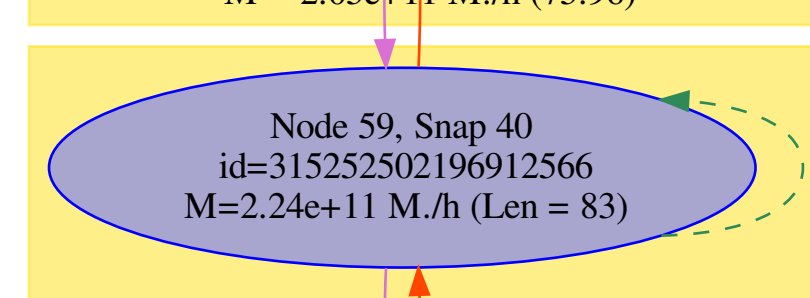 Node 59, Snap 40
id=315252502196912566
M=2.24e+11 M./h (Len = 83)